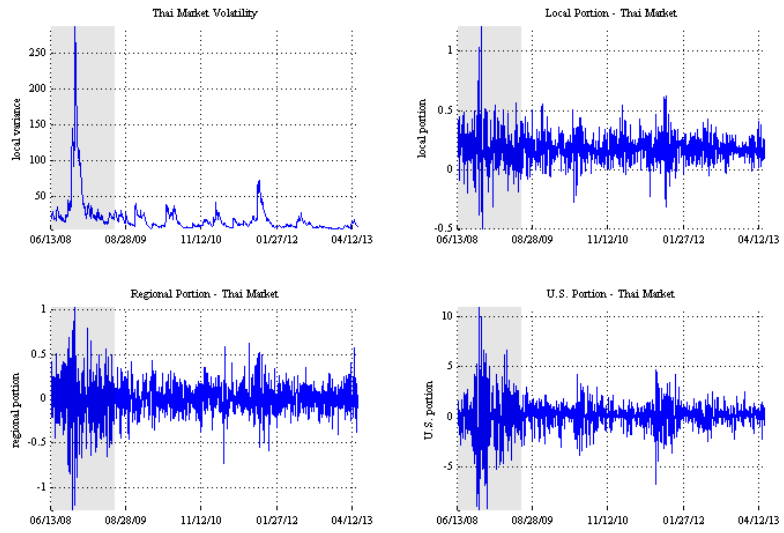 Thai Market Volatility
local variance
250
200
150
100
50
06/13/08 08/28/09 11/12/10 01/27/12 04/12/13
Local Portion - Thai Market
local portion
1
0.5
0
-0.5
06/13/08 08/28/09 11/12/10 01/27/12 04/12/13
Regional Portion - Thai Market
regional portion
1
0.5
0
-0.5
-1
06/13/08 08/28/09 11/12/10 01/27/12 04/12/13
U.S. Portion - Thai Market
U.S. portion
10
5
0
-5
06/13/08 08/28/09 11/12/10 01/27/12 04/12/13